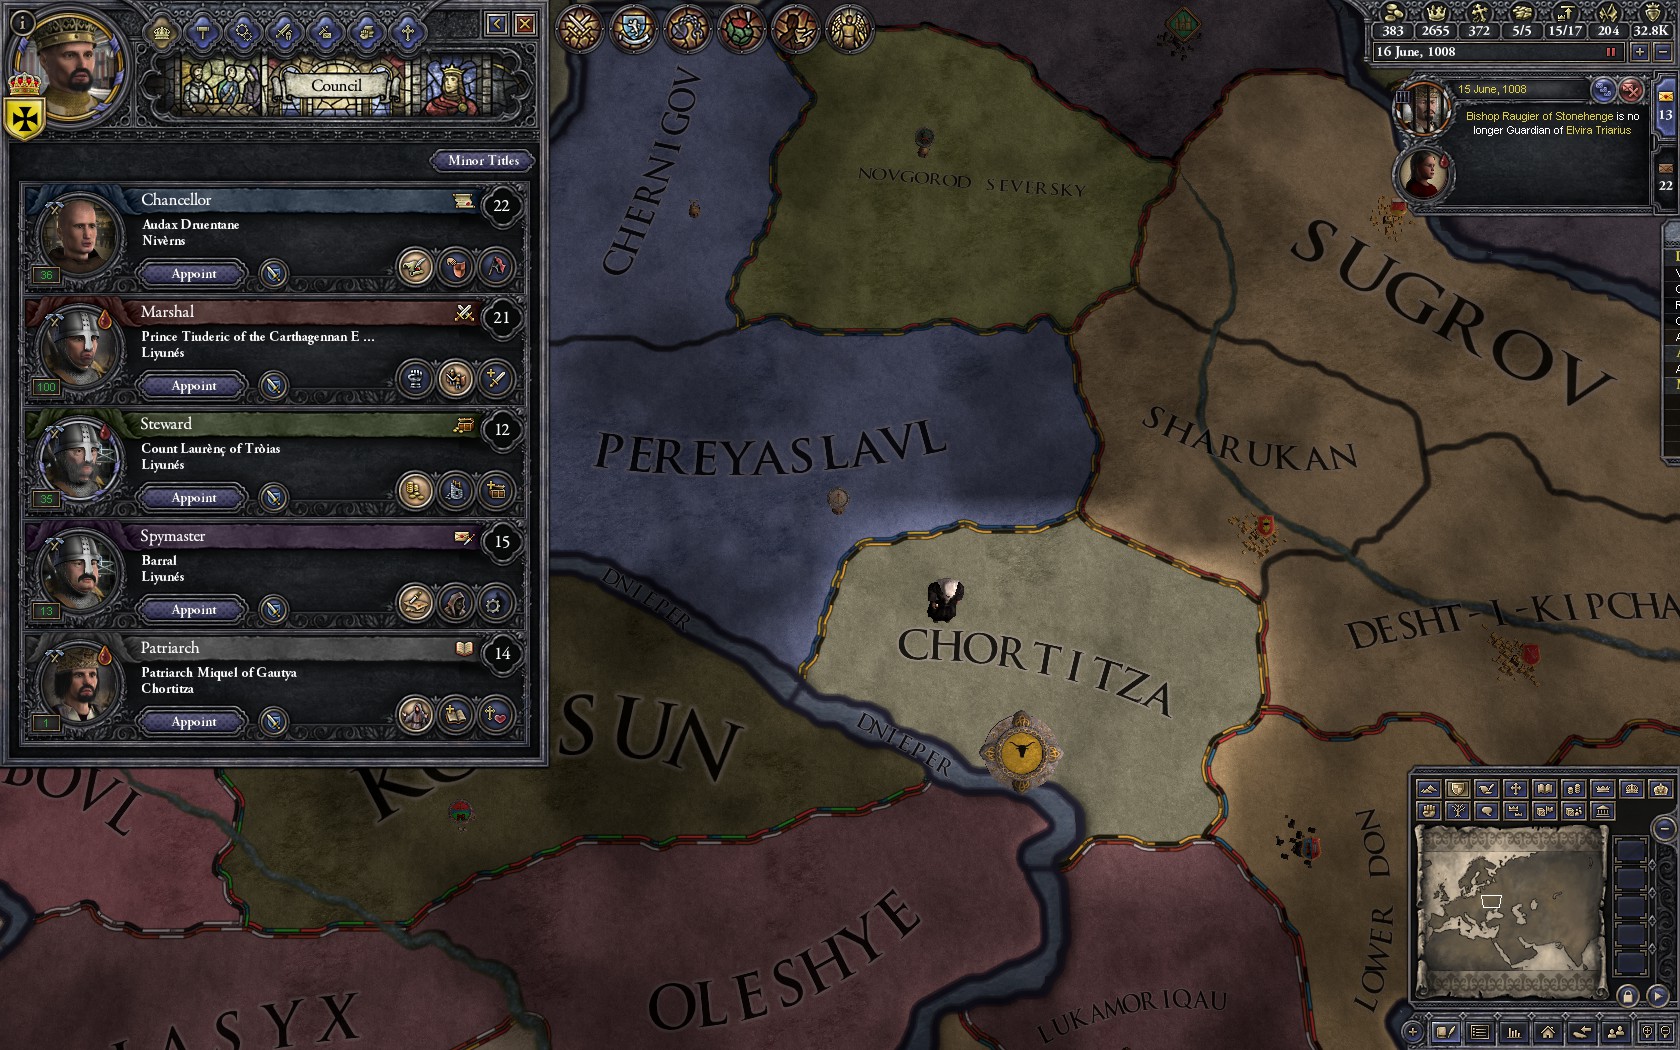 Council
Minor Titles
Chancellor
22
Audax Druentane
Nivèrns
36
Appoint
Marshal
21
Prince Tiuderic of the Carthagennan E ...
Liyunés
100
Appoint
Steward
12
Count Laurènç of Tròias
Liyunés
35
Appoint
Spymaster
15
Barral
Liyunés
13
Appoint
Patriarch
14
Patriarch Miquel of Gautya
Chortitza
1
Appoint
383 2655 372 5/5 15/17 204 32.8K
16 June, 1008
15 June, 1008
Bishop Raugier of Stonehenge is no
longer Guardian of Elvira Triarius
13
22
CHERNIGOV
NOVGOROD SEVERSKY
SUGROV
PEREYASLAVL
SHARUKAN
DNIEPER
DESHT-I-KIPCHA
CHORTITZA
SUN
DNIEPER
LOWER DON
OLESHYE
LUKAMORIQAU
ASYX